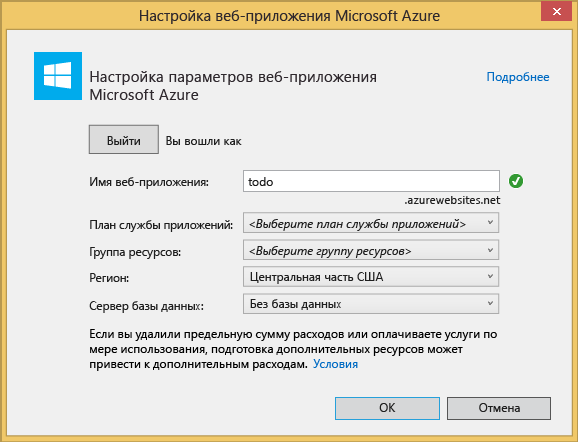 Настройка веб-приложения Microsoft Azure
Настройка параметров веб-приложения
Microsoft Azure
Подробнее
Выйти
Вы вошли как
Имя веб-приложения:
todo
.azurewebsites.net
План службы приложений:
<Выберите план службы приложений>
Группа ресурсов:
<Выберите группу ресурсов>
Регион:
Центральная часть США
Сервер базы данных:
Без базы данных
Если вы удалили предельную сумму расходов или оплачиваете услуги по
мере использования, подготовка дополнительных ресурсов может
привести к дополнительным расходам. Условия
OK
Отмена